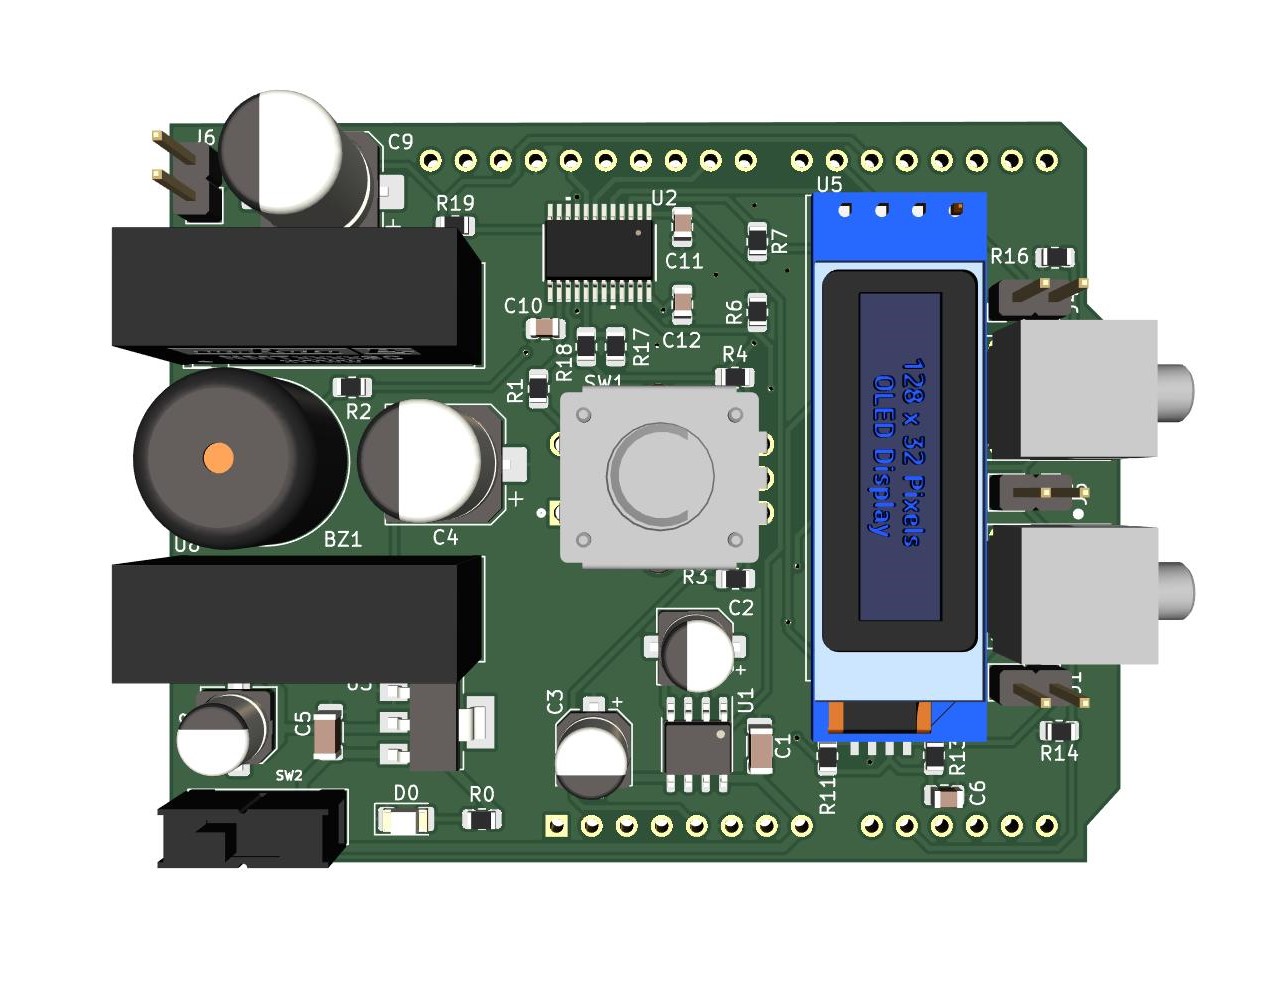 J6
C9
R19
U2
U5
C11
R7
R16
C10
R6
C12
R18
R17
R4
SW1
R1
R2
128 x 32 Pixels
OLED Display
+
+
C4
BZ1
R3
C2
+
C3
+
U1
C5
C1
R13
R14
SW2
D0
R0
R11
C6